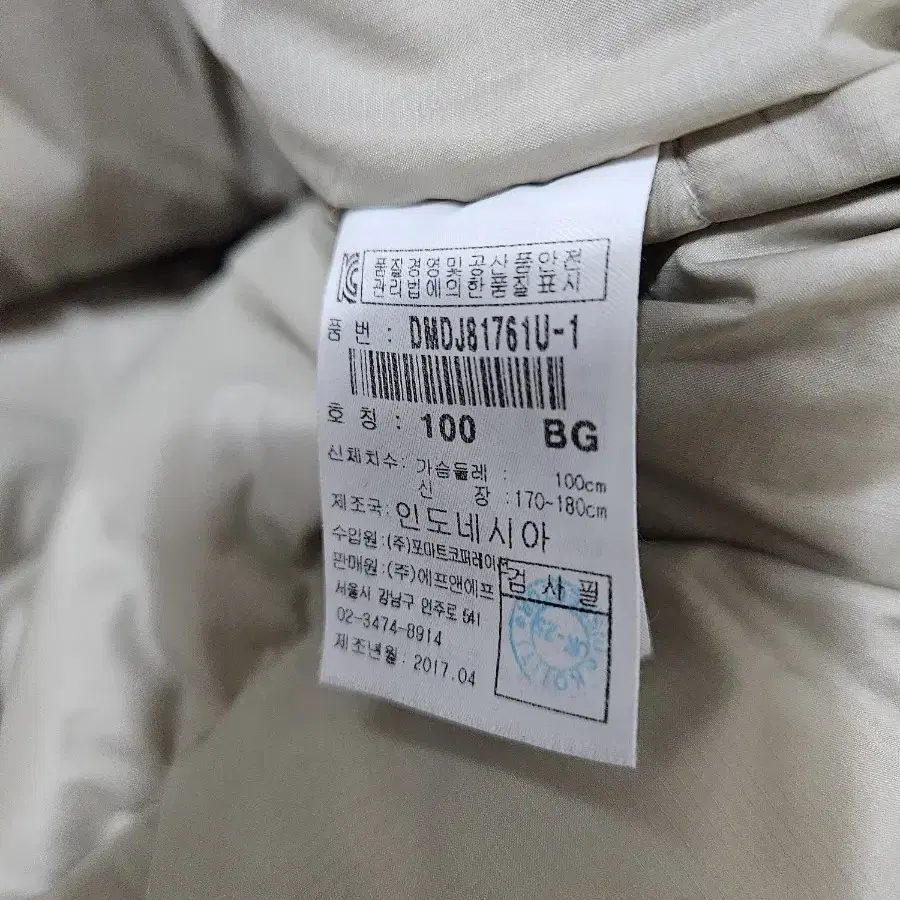 품질경영및 공산품안전
관리법에의한품질표시
품 번 : DMDJ81761U-1
호 칭 : 100 BG
신체치수: 가슴둘레 : 100cm
신 장 : 170~180cm
제조국: 인도네시아
수입원 : (주)포마트코퍼레이션
판매원 : (주)에프앤에프
서울시 강남구 언주로 541
02-3474-8914
제조년월 : 2017.04
검 사 필